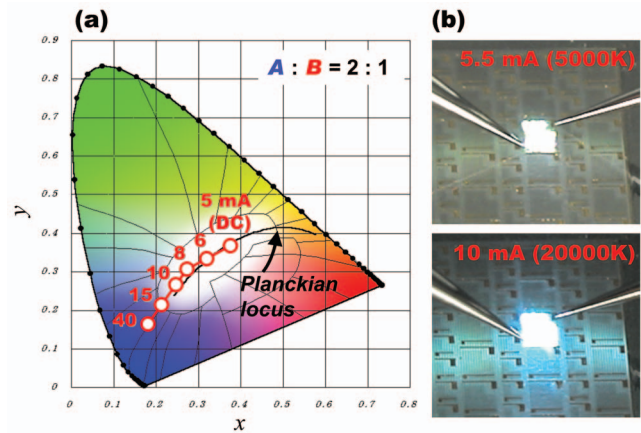 (a)
0.9
0.8
0.7
0.6
0.5
0.4
0.3
0.2
0.1
0
y
0
0.1
0.2
0.3
0.4
0.5
0.6
0.7
0.8
x
A : B = 2 : 1
5 mA
(DC)
6
8
10
15
40
Planckian
locus
(b)
5.5 mA (5000K)
10 mA (20000K)